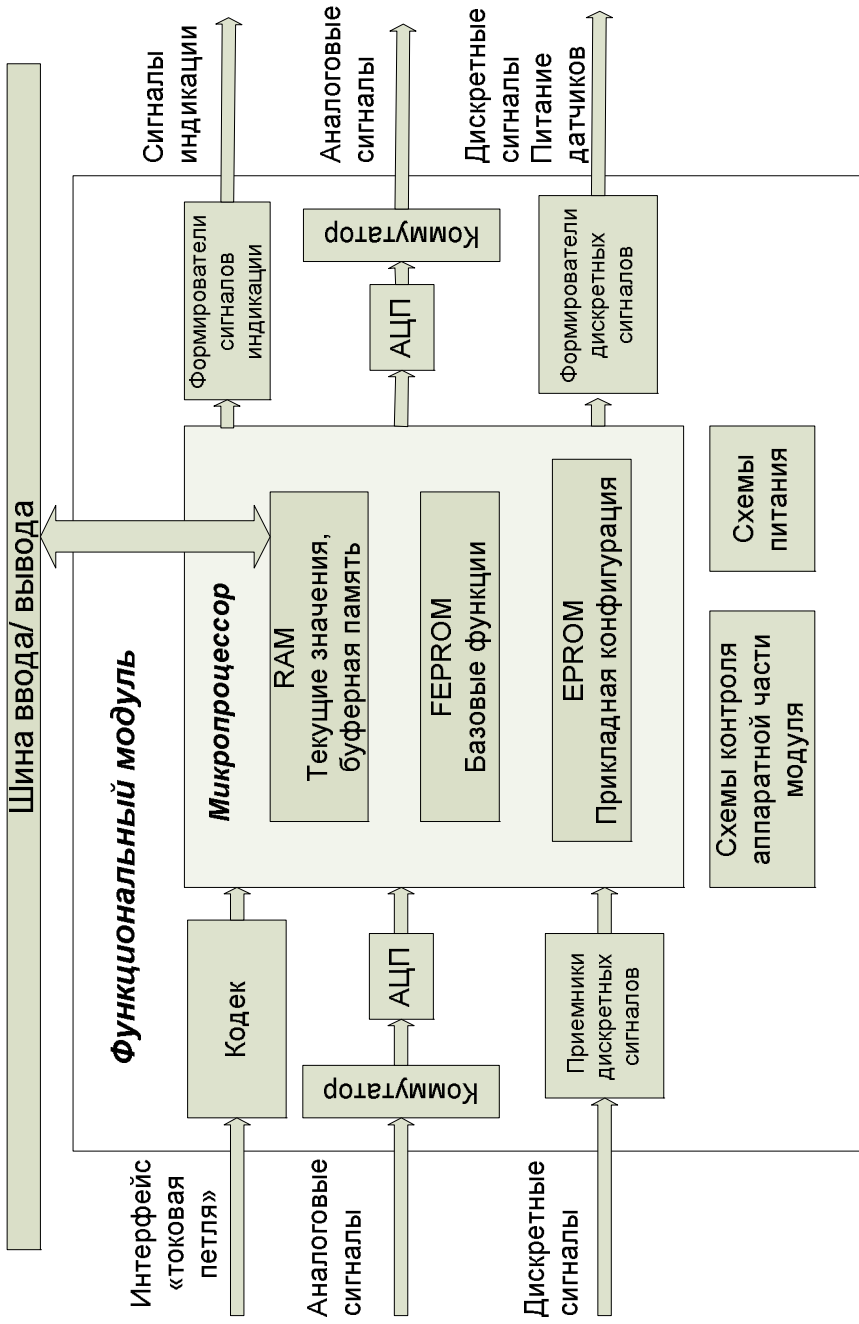 Шина ввода/ вывода
Функциональный модуль
Микропроцессор
Интерфейс
«токовая
петля»
Кодек
RAM
Текущие значения,
буферная память
Формирователи
сигналов
индикации
Сигналы
индикации
Аналоговые
сигналы
Коммутатор
АЦП
FEPROM
Базовые функции
АЦП
Коммутатор
Аналоговые
сигналы
Дискретные
сигналы
Приемники
дискретных
сигналов
EPROM
Прикладная конфигурация
Формирователи
дискретных
сигналов
Дискретные
сигналы
Питание
датчиков
Схемы контроля
аппаратной части
модуля
Схемы
питания